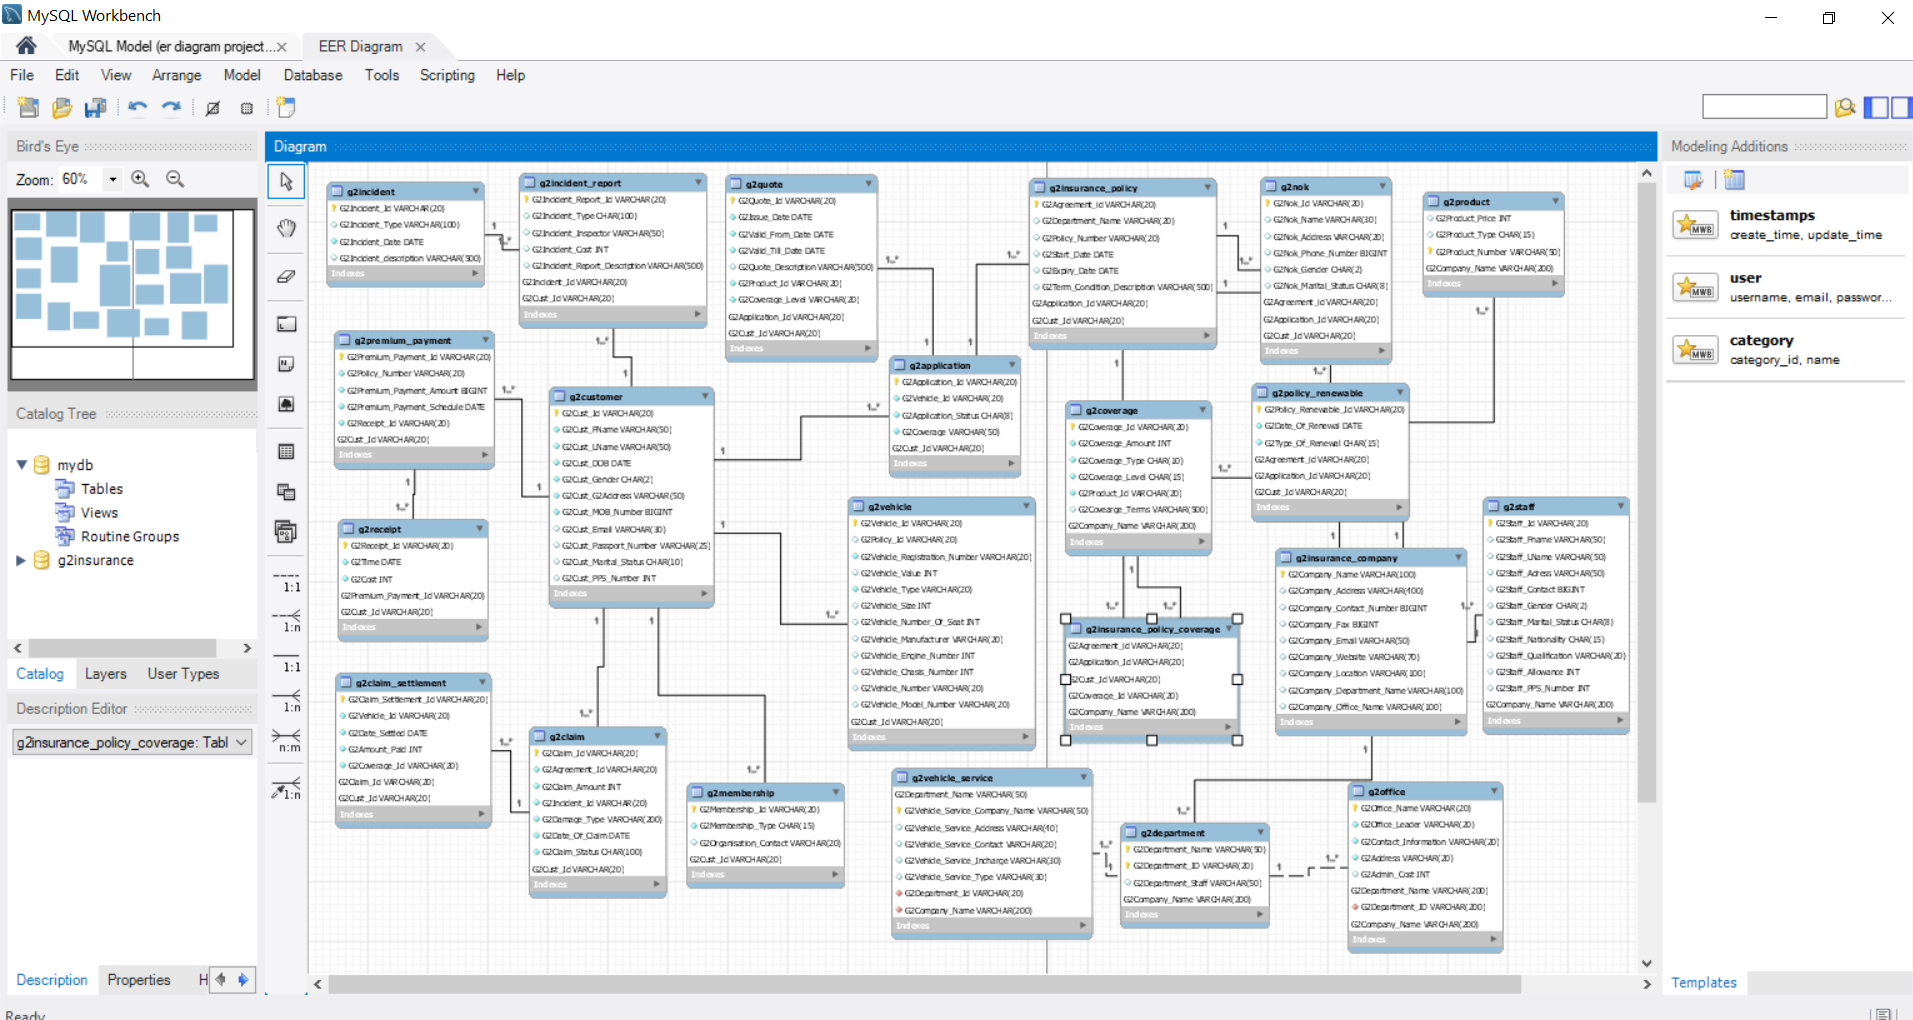 MySQL Workbench
MySQL Model (er diagram project...
EER Diagram
File Edit View Arrange Model Database Tools Scripting Help
Bird's Eye
Zoom: 60%
Catalog Tree
mydb
Tables
Views
Routine Groups
g2insurance
Catalog Layers User Types
Description Editor
g2insurance_policy_coverage: Tabl
Description Properties H
Ready
1:1
1:n
1:1
1:n
n:m
1:n
Diagram
g2incident
G2Incident_Id VARCHAR(20)
G2Incident_Type VARCHAR(100)
G2Incident_Date DATE
G2Incident_description VARCHAR(500)
Indexes
g2incident_report
G2Incident_Report_Id VARCHAR(20)
G2Incident_Type CHAR(100)
G2Incident_Inspector VARCHAR(50)
G2Incident_Cost INT
G2Incident_Report_Description VARCHAR(500)
G2Incident_Id VARCHAR(20)
G2Cust_Id VARCHAR(20)
Indexes
g2quote
G2Quote_Id VARCHAR(20)
G2Issue_Date DATE
G2Valid_From_Date DATE
G2Valid_Till_Date DATE
G2Quote_Description VARCHAR(500)
G2Product_Id VARCHAR(20)
G2Coverage_Level VARCHAR(20)
G2Application_Id VARCHAR(20)
G2Cust_Id VARCHAR(20)
Indexes
g2insurance_policy
G2Agreement_id VARCHAR(20)
G2Department_Name VARCHAR(20)
G2Policy_Number VARCHAR(20)
G2Start_Date DATE
G2Expiry_Date DATE
G2Term_Condition_Description VARCHAR(500)
G2Application_Id VARCHAR(20)
G2Cust_Id VARCHAR(20)
Indexes
g2nok
G2Nok_Id VARCHAR(20)
G2Nok_Name VARCHAR(30)
G2Nok_Address VARCHAR(20)
G2Nok_Phone_Number BIGINT
G2Nok_Gender CHAR(2)
G2Nok_Marital_Status CHAR(8)
G2Agreement_Id VARCHAR(20)
G2Application_Id VARCHAR(20)
G2Cust_Id VARCHAR(20)
Indexes
g2product
G2Product_Price INT
G2Product_Type CHAR(15)
G2Product_Number VARCHAR(50)
G2Company_Name VARCHAR(200)
Indexes
g2premium_payment
G2Premium_Payment_Id VARCHAR(20)
G2Policy_Number VARCHAR(20)
G2Premium_Payment_Amount BIGINT
G2Premium_Payment_Schedule DATE
G2Receipt_Id VARCHAR(20)
G2Cust_Id VARCHAR(20)
Indexes
g2customer
G2Cust_Id VARCHAR(20)
G2Cust_FName VARCHAR(50)
G2Cust_LName VARCHAR(50)
G2Cust_DOB DATE
G2Cust_Gender CHAR(2)
G2Cust_G2Address VARCHAR(50)
G2Cust_MOB_Number BIGINT
G2Cust_Email VARCHAR(30)
G2Cust_Passport_Number VARCHAR(25)
G2Cust_Marital_Status CHAR(10)
G2Cust_PPS_Number INT
Indexes
g2application
G2Application_Id VARCHAR(20)
G2Vehicle_Id VARCHAR(20)
G2Application_Status CHAR(8)
G2Coverage VARCHAR(50)
G2Cust_Id VARCHAR(20)
Indexes
g2coverage
G2Coverage_Id VARCHAR(20)
G2Coverage_Amount INT
G2Coverage_Type CHAR(10)
G2Coverage_Level CHAR(15)
G2Product_Id VARCHAR(20)
G2Covearge_Terms VARCHAR(500)
G2Company_Name VARCHAR(200)
Indexes
g2policy_renewable
G2Policy_Renewable_Id VARCHAR(20)
G2Date_Of_Renewal DATE
G2Type_Of_Renewal CHAR(15)
G2Agreement_Id VARCHAR(20)
G2Application_Id VARCHAR(20)
G2Cust_Id VARCHAR(20)
Indexes
g2receipt
G2Receipt_Id VARCHAR(20)
G2Time DATE
G2Cost INT
G2Premium_Payment_Id VARCHAR(20)
G2Cust_Id VARCHAR(20)
Indexes
g2vehicle
G2Vehicle_Id VARCHAR(20)
G2Policy_Id VARCHAR(20)
G2Vehicle_Registration_Number VARCHAR(20)
G2Vehicle_Value INT
G2Vehicle_Type VARCHAR(20)
G2Vehicle_Size INT
G2Vehicle_Number_Of_Seat INT
G2Vehicle_Manufacturer VARCHAR(20)
G2Vehicle_Engine_Number INT
G2Vehicle_Chasis_Number INT
G2Vehicle_Number VARCHAR(20)
G2Vehicle_Model_Number VARCHAR(20)
G2Cust_Id VARCHAR(20)
Indexes
g2staff
G2Staff_Id VARCHAR(20)
G2Staff_Fname VARCHAR(50)
G2Staff_LName VARCHAR(50)
G2Staff_Adress VARCHAR(50)
G2Staff_Contact BIGINT
G2Staff_Gender CHAR(2)
G2Staff_Marital_Status CHAR(8)
G2Staff_Nationality CHAR(15)
G2Staff_Qualification VARCHAR(20)
G2Staff_Allowance INT
G2Staff_PPS_Number INT
G2Company_Name VARCHAR(200)
Indexes
g2insurance_company
G2Company_Name VARCHAR(100)
G2Company_Address VARCHAR(400)
G2Company_Contact_Number BIGINT
G2Company_Fax BIGINT
G2Company_Email VARCHAR(50)
G2Company_Website VARCHAR(70)
G2Company_Location VARCHAR(100)
G2Company_Department_Name VARCHAR(100)
G2Company_Office_Name VARCHAR(100)
Indexes
g2insurance_policy_coverage
G2Agreement_id VARCHAR(20)
G2Application_Id VARCHAR(20)
G2Cust_Id VARCHAR(20)
G2Coverage_Id VARCHAR(20)
G2Company_Name VARCHAR(200)
Indexes
g2claim_settlement
G2Claim_Settlement_Id VARCHAR(20)
G2Vehicle_Id VARCHAR(20)
G2Date_Settled DATE
G2Amount_Paid INT
G2Coverage_Id VARCHAR(20)
G2Claim_Id VARCHAR(20)
G2Cust_Id VARCHAR(20)
Indexes
g2claim
G2Claim_Id VARCHAR(20)
G2Agreement_Id VARCHAR(20)
G2Claim_Amount INT
G2Incident_Id VARCHAR(20)
G2Damage_Type VARCHAR(200)
G2Date_Of_Claim DATE
G2Claim_Status CHAR(100)
G2Cust_Id VARCHAR(20)
Indexes
g2membership
G2Membership_Id VARCHAR(20)
G2Membership_Type CHAR(15)
G2Organisation_Contact VARCHAR(20)
G2Cust_Id VARCHAR(20)
Indexes
g2vehicle_service
G2Department_Name VARCHAR(50)
G2Vehicle_Service_Company_Name VARCHAR(50)
G2Vehicle_Service_Address VARCHAR(40)
G2Vehicle_Service_Contact VARCHAR(20)
G2Vehicle_Service_Incharge VARCHAR(30)
G2Vehicle_Service_Type VARCHAR(30)
G2Department_Id VARCHAR(20)
G2Company_Name VARCHAR(200)
Indexes
g2department
G2Department_Name VARCHAR(50)
G2Department_ID VARCHAR(20)
G2Department_Staff VARCHAR(50)
G2Company_Name VARCHAR(200)
Indexes
g2office
G2Office_Name VARCHAR(20)
G2Office_Leader VARCHAR(20)
G2Contact_Information VARCHAR(20)
G2Address VARCHAR(20)
G2Admin_Cost INT
G2Department_Name VARCHAR(200)
G2Department_ID VARCHAR(200)
G2Company_Name VARCHAR(200)
Indexes
Modeling Additions
timestamps
create_time, update_time
user
username, email, passwor...
category
category_id, name
Templates